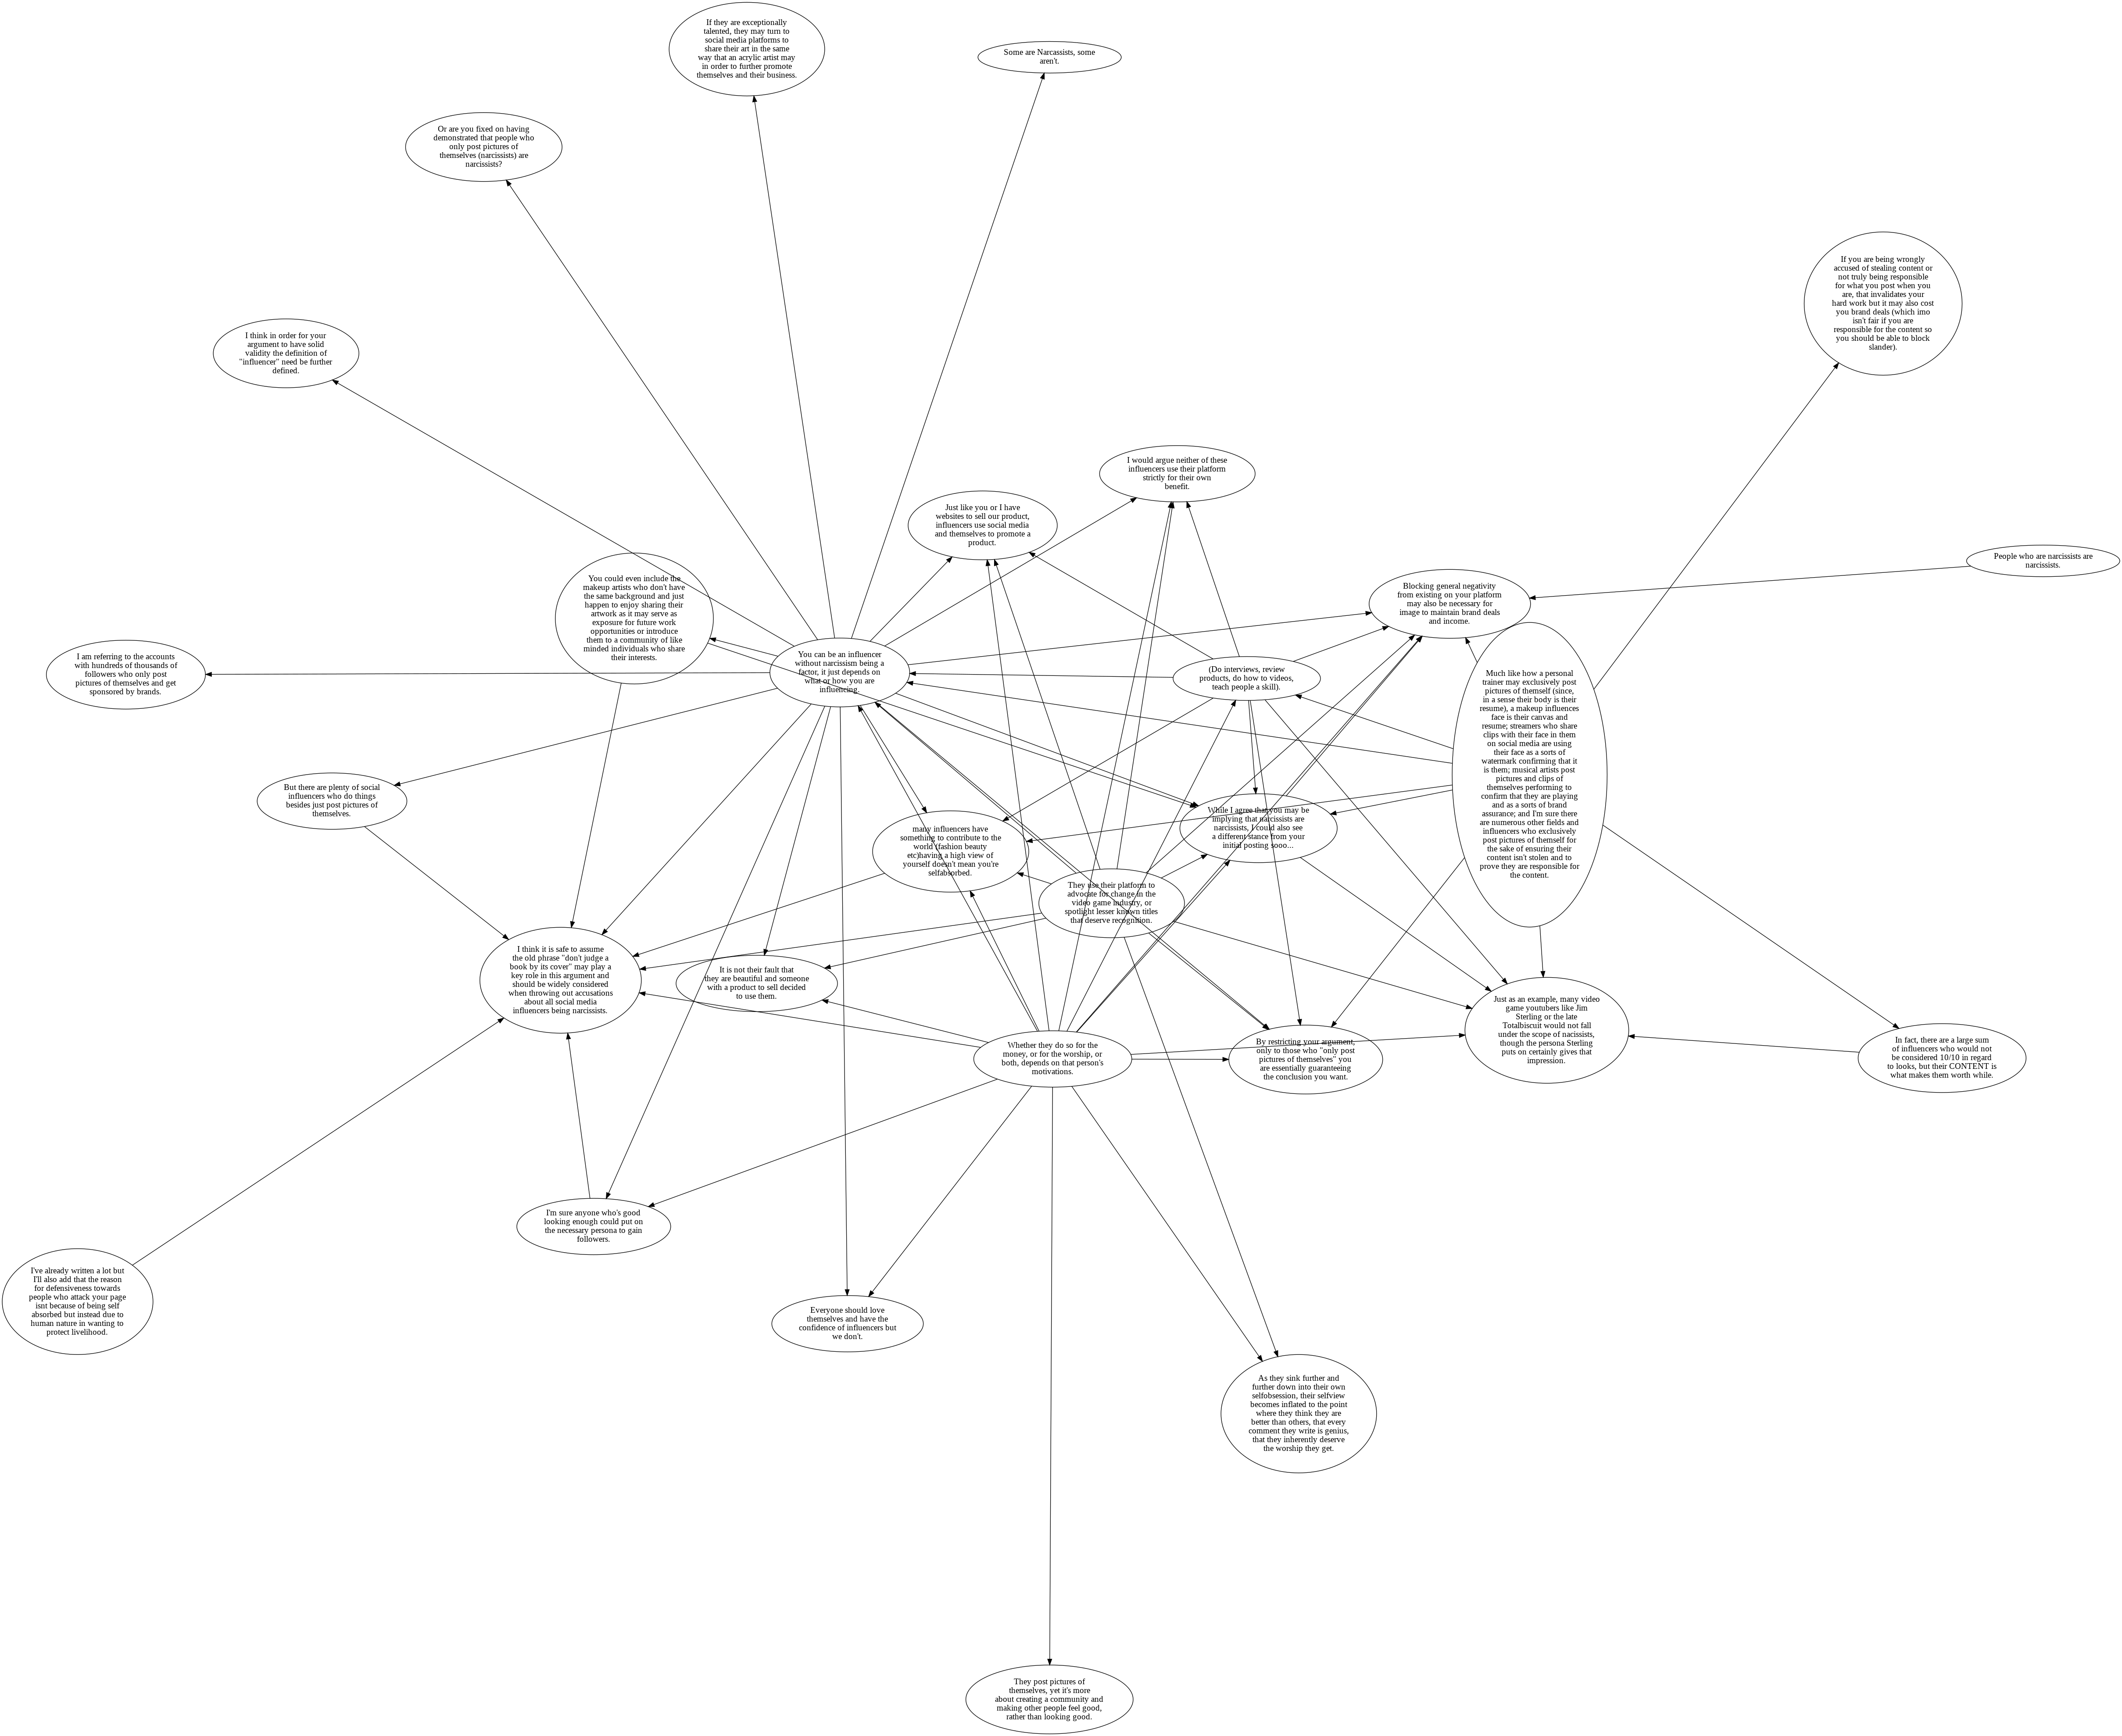 If they are exceptionally
talented, they may turn to
social media platforms to
share their art in the same
way that an acrylic artist may
in order to further promote
themselves and their business.
Some are Narcassists, some
aren't.
Or are you fixed on having
demonstrated that people who
only post pictures of
themselves (narcissists) are
narcissists?
If you are being wrongly
accused of stealing content or
not truly being responsible
for what you post when you
are, that invalidates your
hard work but it may also cost
you brand deals (which imo
isn't fair if you are
responsible for the content so
you should be able to block
slander).
I think in order for your
argument to have solid
validity the definition of
"influencer" need be further
defined.
I would argue neither of these
influencers use their platform
strictly for their own
benefit.
Just like you or I have
websites to sell our product,
influencers use social media
and themselves to promote a
product.
People who are narcissists are
narcissists.
You could even include the
makeup artists who don't have
the same background and just
happen to enjoy sharing their
artwork as it may serve as
exposure for future work
opportunities or introduce
them to a community of like
minded individuals who share
their interests.
Blocking general negativity
from existing on your platform
may also be necessary for
image to maintain brand deals
and income.
I am referring to the accounts
with hundreds of thousands of
followers who only post
pictures of themselves and get
sponsored by brands.
You can be an influencer
without narcissism being a
factor, it just depends on
what or how you are
influencing.
(Do interviews, review
products, do how to videos,
teach people a skill).
Much like how a personal
trainer may exclusively post
pictures of themself (since,
in a sense their body is their
resume), a makeup influences
face is their canvas and
resume; streamers who share
clips with their face in them
on social media are using
their face as a sorts of
watermark confirming that it
is them; musical artists post
pictures and clips of
themselves performing to
confirm that they are playing
and as a sorts of brand
assurance; and I'm sure there
are numerous other fields and
influencers who exclusively
post pictures of themself for
the sake of ensuring their
content isn't stolen and to
prove they are responsible for
the content.
But there are plenty of social
influencers who do things
besides just post pictures of
themselves.
many influencers have
something to contribute to the
world (fashion beauty
etc)having a high view of
yourself doesn't mean you're
selfabsorbed.
While I agree that you may be
implying that narcissists are
narcissists, I could also see
a different stance from your
initial posting sooo...
They use their platform to
advocate for change in the
video game industry, or
spotlight lesser known titles
that deserve recognition.
I think it is safe to assume
the old phrase "don't judge a
book by its cover" may play a
key role in this argument and
should be widely considered
when throwing out accusations
about all social media
influencers being narcissists.
It is not their fault that
they are beautiful and someone
with a product to sell decided
to use them.
Just as an example, many video
game youtubers like Jim
Sterling or the late
Totalbiscuit would not fall
under the scope of nacissists,
though the persona Sterling
puts on certainly gives that
impression.
Whether they do so for the
money, or for the worship, or
both, depends on that person's
motivations.
By restricting your argument,
only to those who "only post
pictures of themselves" you
are essentially guaranteeing
the conclusion you want.
In fact, there are a large sum
of influencers who would not
be considered 10/10 in regard
to looks, but their CONTENT is
what makes them worth while.
I'm sure anyone who's good
looking enough could put on
the necessary persona to gain
followers.
I've already written a lot but
I'll also add that the reason
for defensiveness towards
people who attack your page
isnt because of being self
absorbed but instead due to
human nature in wanting to
protect livelihood.
Everyone should love
themselves and have the
confidence of influencers but
we don't.
As they sink further and
further down into their own
selfobsession, their selfview
becomes inflated to the point
where they think they are
better than others, that every
comment they write is genius,
that they inherently deserve
the worship they get.
They post pictures of
themselves, yet it's more
about creating a community and
making other people feel good,
rather than looking good.